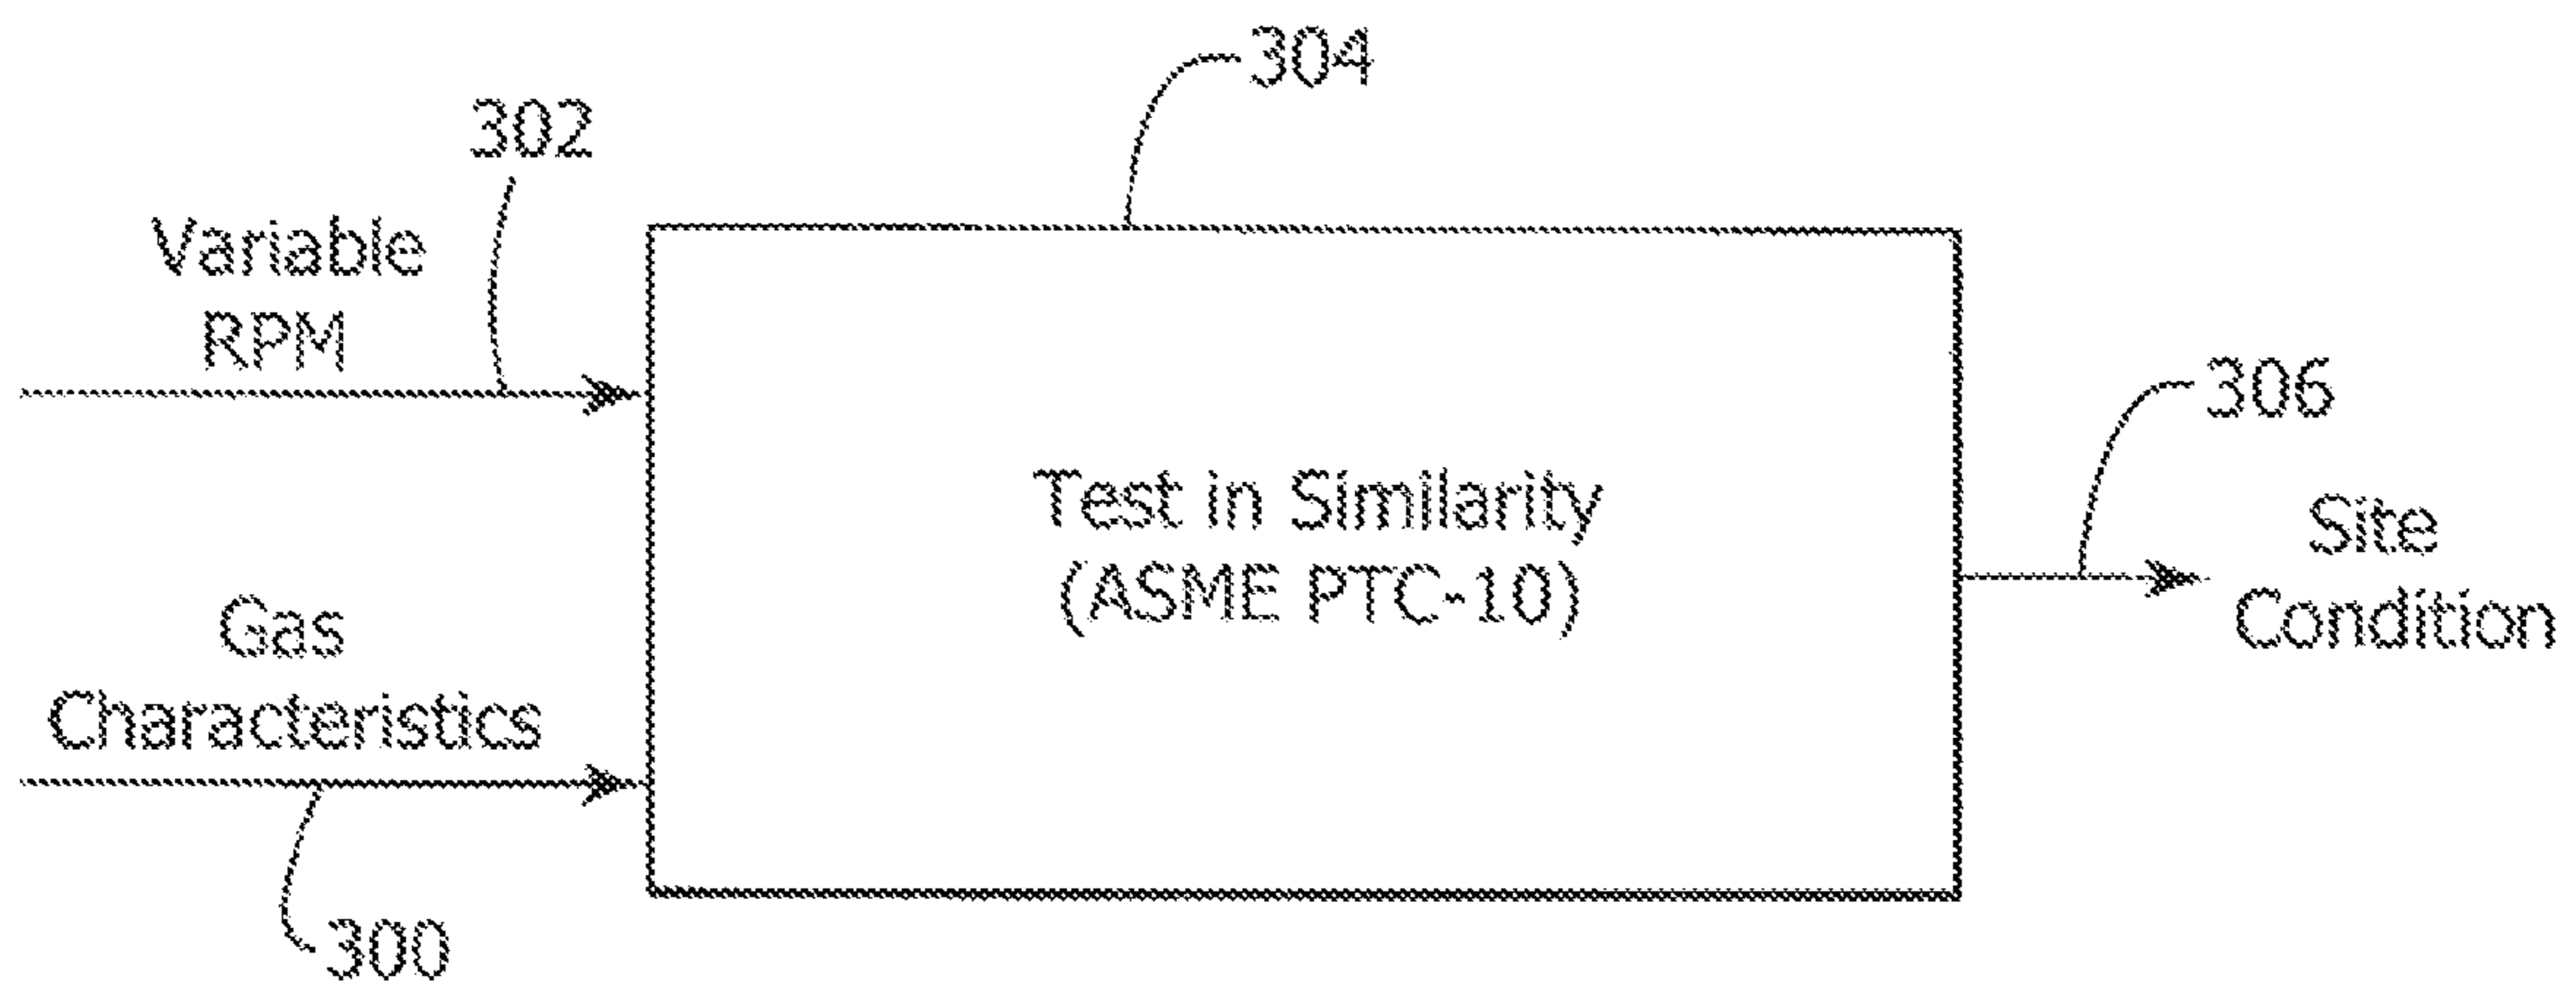 304
302
Variable
RPM
306
Test in Similarity
(ASME PTC-10)
Site
Condition
Gas
Characteristics
300